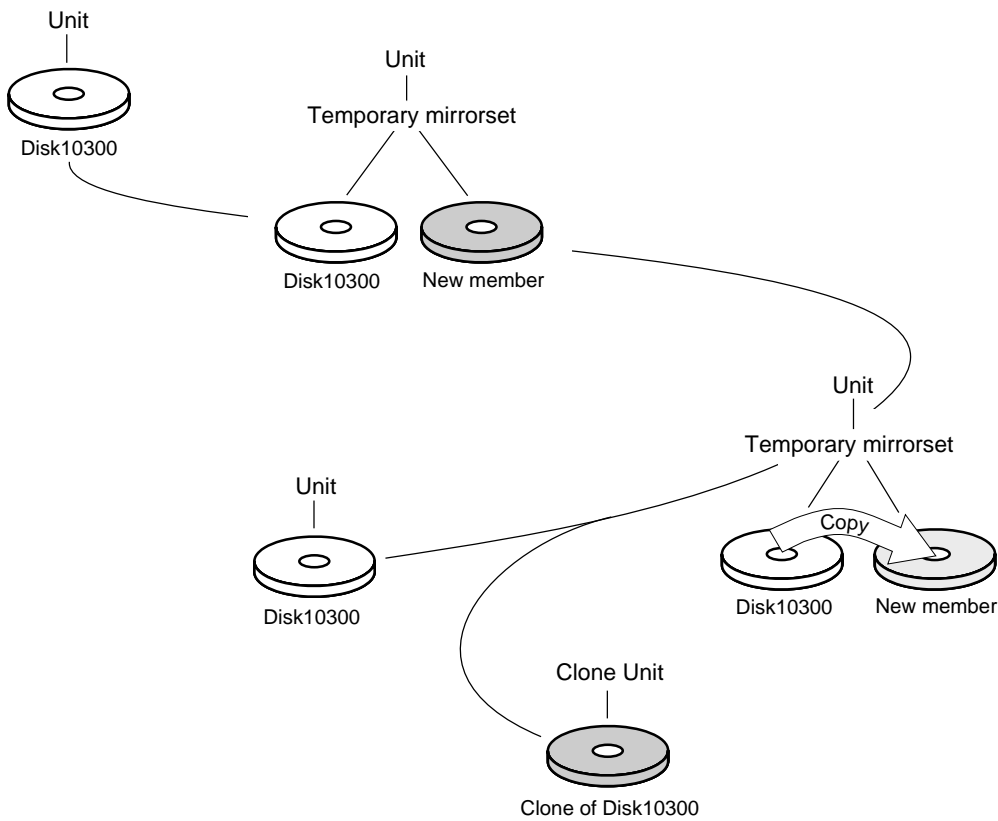 Unit
Disk10300
Unit
Temporary mirrorset
Disk10300
New member
Unit
Temporary mirrorset
Copy
Disk10300
New member
Unit
Disk10300
Clone Unit
Clone of Disk10300